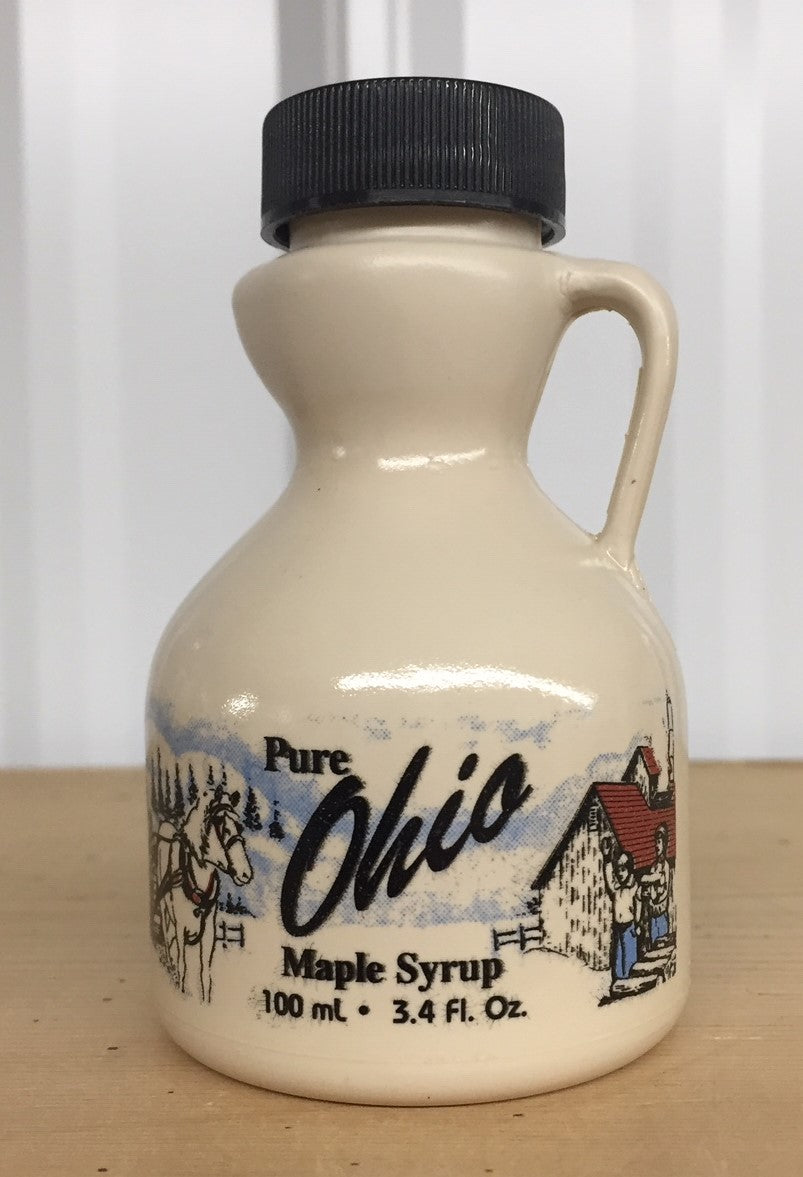 Pure
Ohio
Maple Syrup
100 mL • 3.4 Fl. Oz.